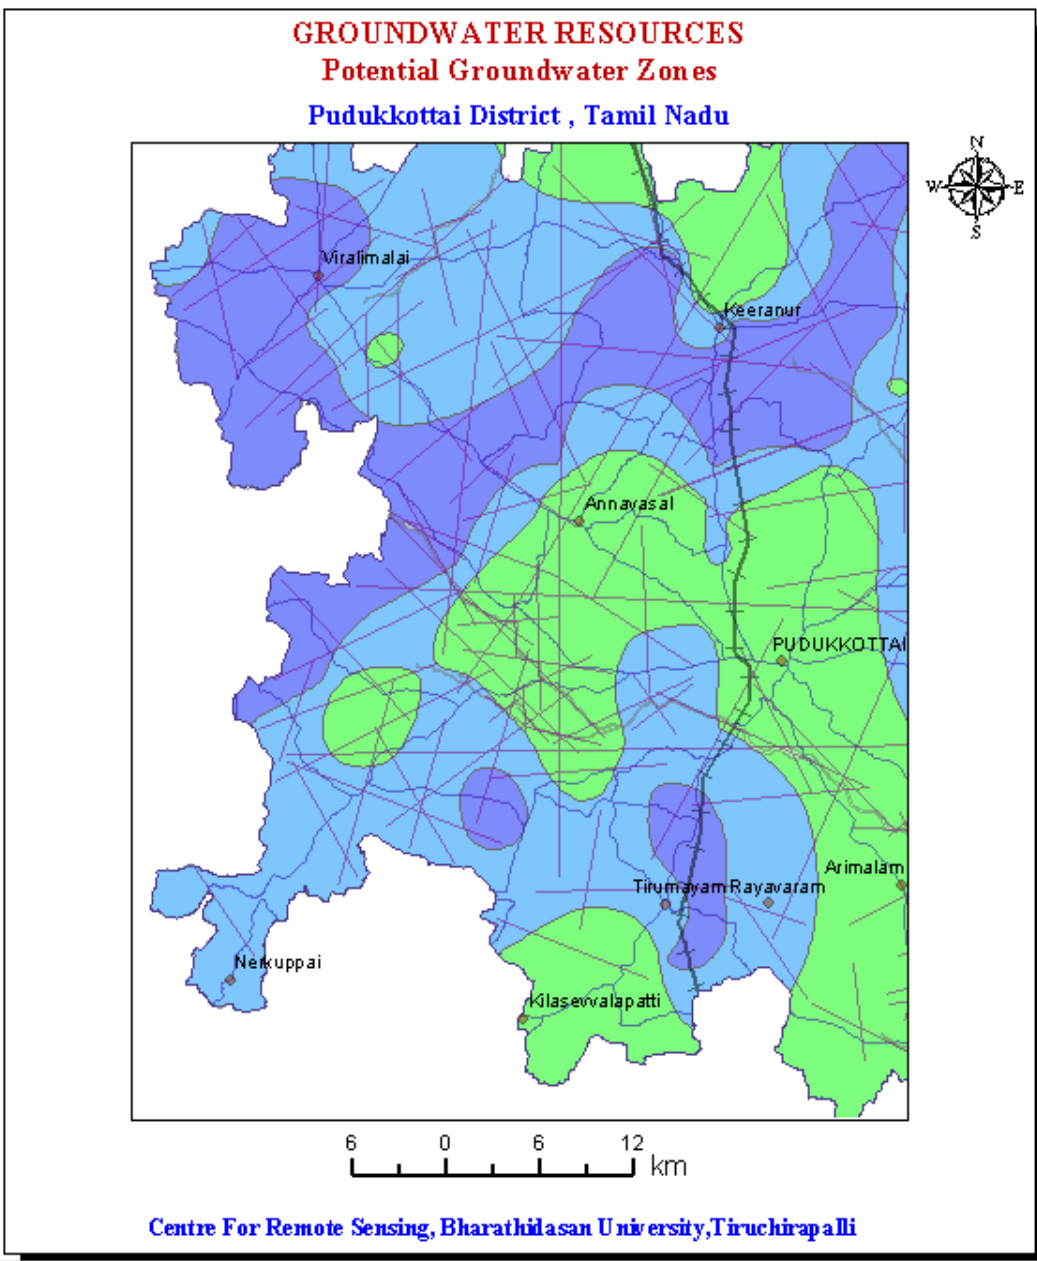 GROUNDWATER RESOURCES
Potential Groundwater Zones
Pudukkottai District , Tamil Nadu
N
W E
S
Viralimalai
Keeranur
Annavasal
PUDUKKOTTAI
Arimalam
Tirumayam Rayavaram
Nerkuppai
Kilasevvalapatti
6 0 6 12
km
Centre For Remote Sensing, Bharathidasan University,Tiruchirapalli